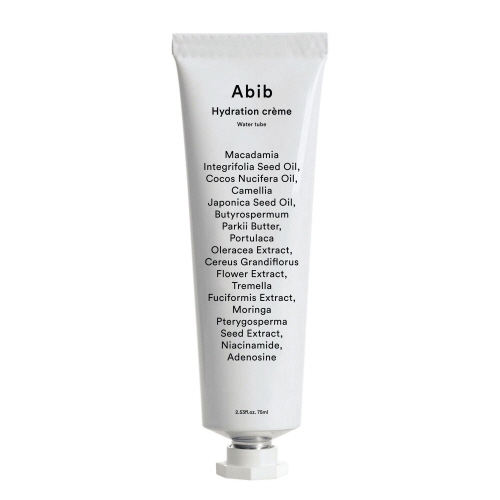 Abib
Hydration crème
Water tube
Macadamia
Integrifolia Seed Oil,
Cocos Nucifera Oil,
Camellia
Japonica Seed Oil,
Butyrospermum
Parkii Butter,
Portulaca
Oleracea Extract,
Cereus Grandiflorus
Flower Extract,
Tremella
Fuciformis Extract,
Moringa
Pterygosperma
Seed Extract,
Niacinamide,
Adenosine
2.53fl.oz. 75ml